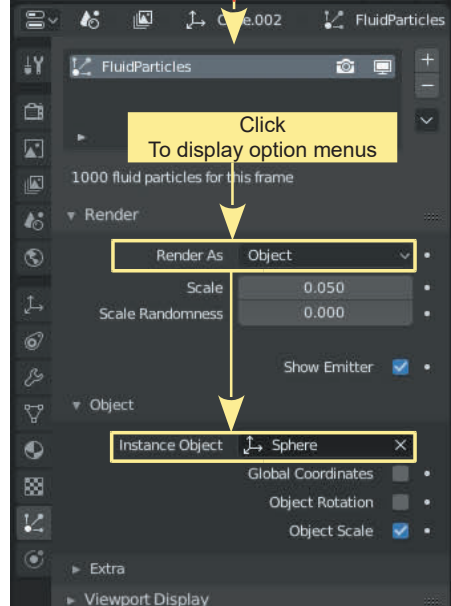 .002 FluidParticles
FluidParticles
Click
To display option menus
1000 fluid particles for this frame
Render
Render As Object
Scale 0.050
Scale Randomness 0.000
Show Emitter
Object
Instance Object Sphere
Global Coordinates
Object Rotation
Object Scale
Extra
Viewport Display